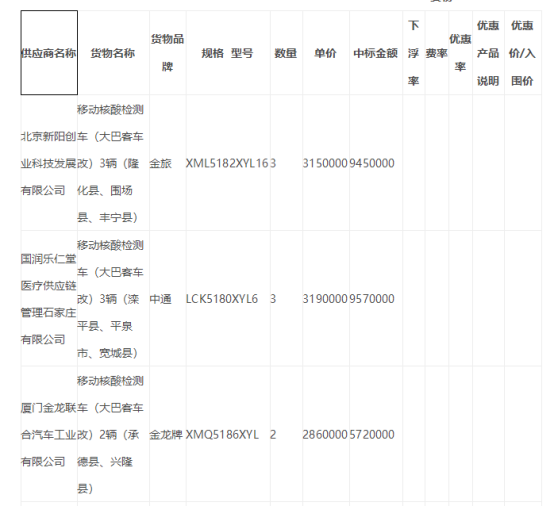 供应商名称 货物名称 货物品牌 规格 型号 数量 单价 中标金额 下浮率 费率 优惠率 优惠产品说明 优惠价/入围价
北京新阳创业科技发展有限公司 移动核酸检测车（大巴客车改）3辆（隆化县、围场县、丰宁县） 金旅 XML5182XYL16 3 3150000 9450000
国润乐仁堂医疗供应链管理石家庄有限公司 移动核酸检测车（大巴客车改）3辆（滦平县、平泉市、宽城县） 中通 LCK5180XYL6 3 3190000 9570000
厦门金龙联合汽车工业有限公司 移动核酸检测车（大巴客车改）2辆（承德县、兴隆县） 金龙牌 XMQ5186XYL 2 2860000 5720000